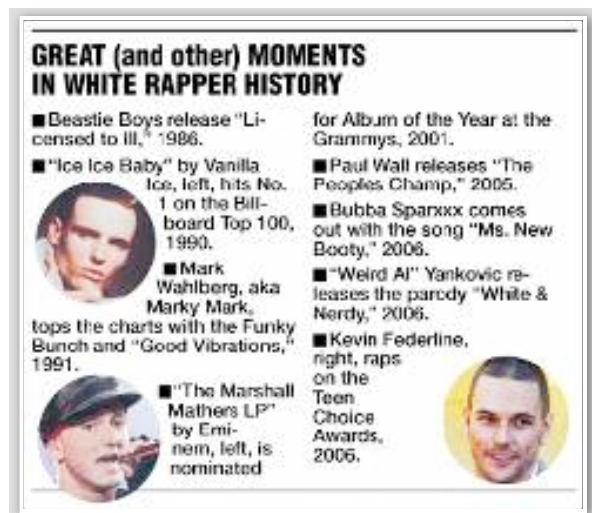 GREAT (and other) MOMENTS
IN WHITE RAPPER HISTORY
■ Beastie Boys release "Li-
censed to Ill," 1986.
■ "Ice Ice Baby" by Vanilla
Ice, left, hits No.
1 on the Bill-
board Top 100,
1990.
■ Mark
Wahlberg, aka
Marky Mark,
tops the charts with the Funky
Bunch and "Good Vibrations,"
1991.
■ "The Marshall
Mathers LP"
by Emi-
nem, left, is
nominated
for Album of the Year at the
Grammys, 2001.
■ Paul Wall releases "The
Peoples Champ," 2005.
■ Bubba Sparxxx comes
out with the song "Ms. New
Booty," 2006.
■ "Weird Al" Yankovic re-
leases the parody "White &
Nerdy," 2006.
■ Kevin Federline,
right, raps
on the
Teen
Choice
Awards,
2006.